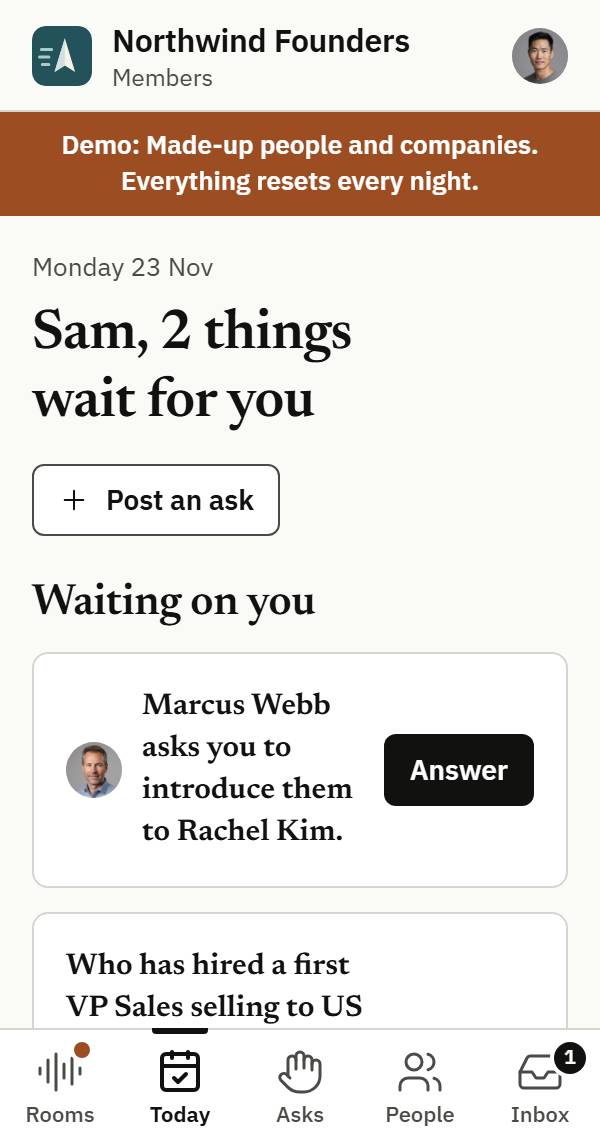 Northwind Founders
Members
Demo: Made-up people and companies.
Everything resets every night.
Monday 23 Nov
Sam, 2 things
wait for you
Post an ask
Waiting on you
Marcus Webb
asks you to
introduce them
to Rachel Kim.
Answer
Who has hired a first
VP Sales selling to US
1
Rooms
Today
Asks
People
Inbox